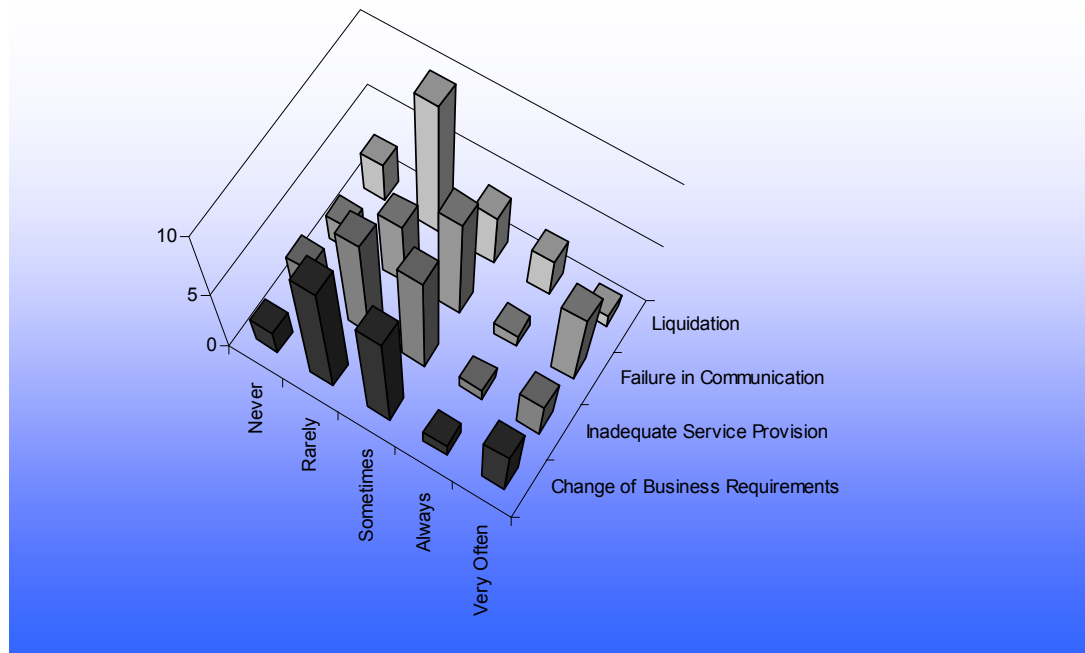 10
5
0
Never
Rarely
Sometimes
Always
Very Often
Liquidation
Failure in Communication
Inadequate Service Provision
Change of Business Requirements